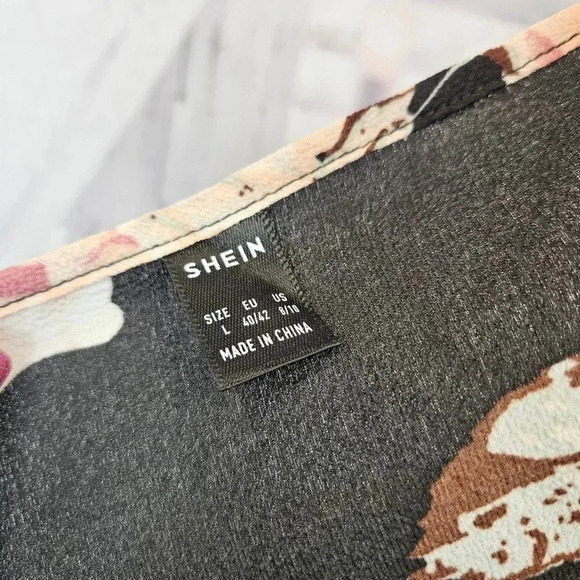 SHEIN
SIZE EU US
L 40/42 8/10
MADE IN CHINA